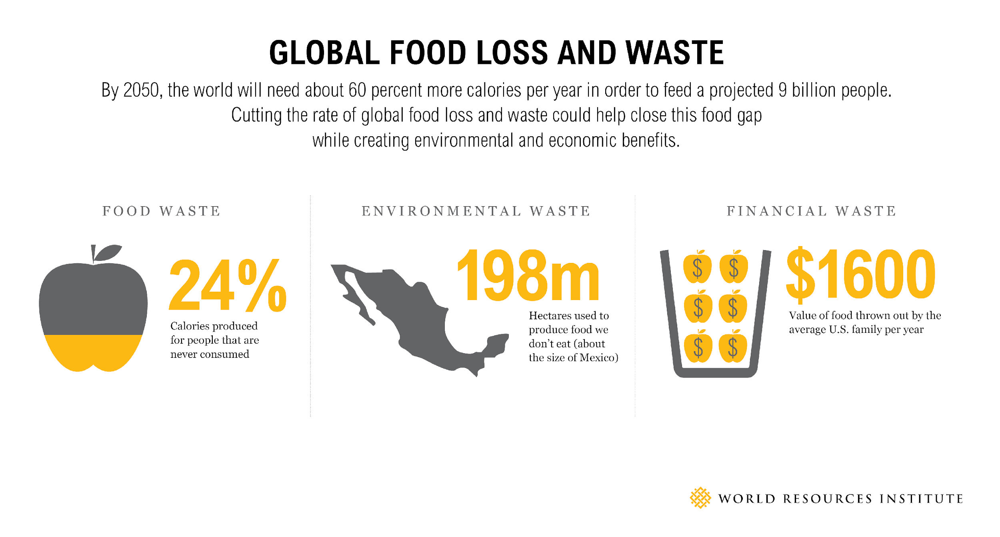 GLOBAL FOOD LOSS AND WASTE
By 2050, the world will need about 60 percent more calories per year in order to feed a projected 9 billion people.
Cutting the rate of global food loss and waste could help close this food gap
while creating environmental and economic benefits.
FOOD WASTE
24%
Calories produced
for people that are
never consumed
ENVIRONMENTAL WASTE
198m
Hectares used to
produce food we
don't eat (about
the size of Mexico)
FINANCIAL WASTE
$ $
$ $
$ $
$1600
Value of food thrown out by the
average U.S. family per year
WORLD RESOURCES INSTITUTE